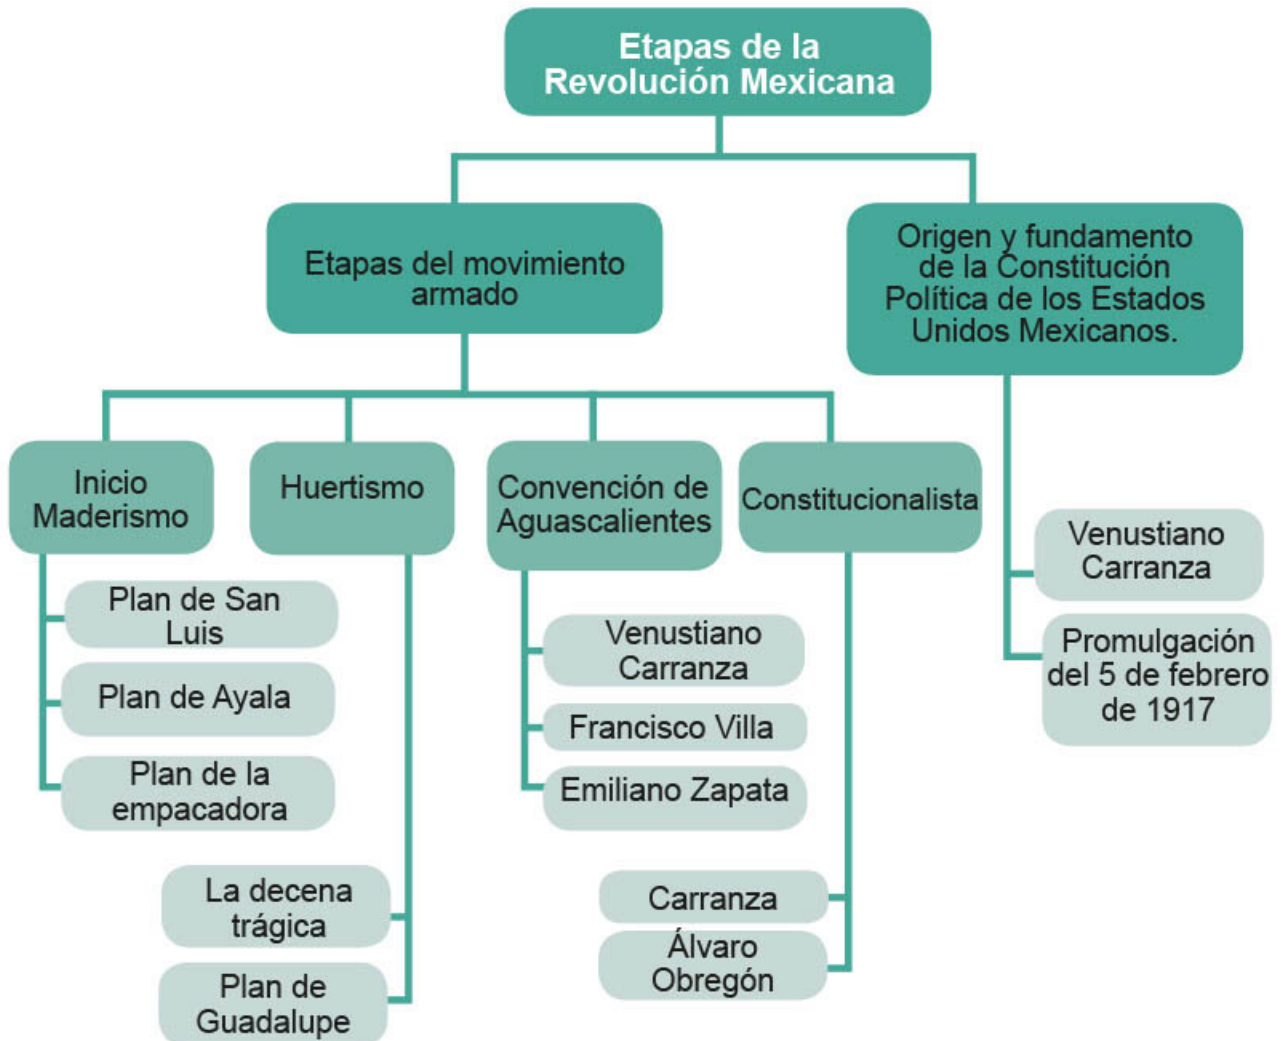 Etapas de la
Revolución Mexicana
Etapas del movimiento
armado
Origen y fundamento
de la Constitución
Política de los Estados
Unidos Mexicanos.
Inicio
Maderismo
Huertismo
Convención de
Aguascalientes
Constitucionalista
Plan de San
Luis
Plan de Ayala
Plan de la
empacadora
La decena
trágica
Plan de
Guadalupe
Venustiano
Carranza
Francisco Villa
Emiliano Zapata
Carranza
Álvaro
Obregón
Venustiano
Carranza
Promulgación
del 5 de febrero
de 1917